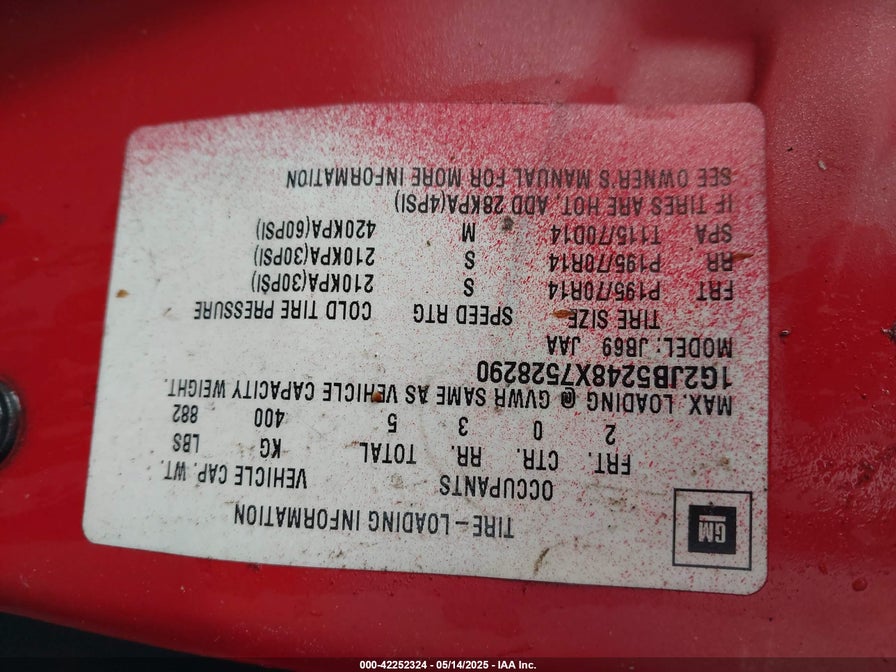 GM
TIRE-LOADING INFORMATION
OCCUPANTS VEHICLE CAP. WT.
FRT. CTR. RR. TOTAL KG LBS
2 0 3 5 400 882
MAX. LOADING @ GVWR SAME AS VEHICLE CAPACITY WEIGHT.
1G2JB5248X7528290
MODEL: JB69 JAA
TIRE SIZE SPEED RTG COLD TIRE PRESSURE
FRT P195/70R14 S 210KPA(30PSI)
RR P195/70R14 S 210KPA(30PSI)
SPA T115/70D14 M 420KPA(60PSI)
IF TIRES ARE HOT, ADD 28KPA(4PSI)
SEE OWNER'S MANUAL FOR MORE INFORMATION
000-42252324 | 05/14/2025 - IAA Inc.